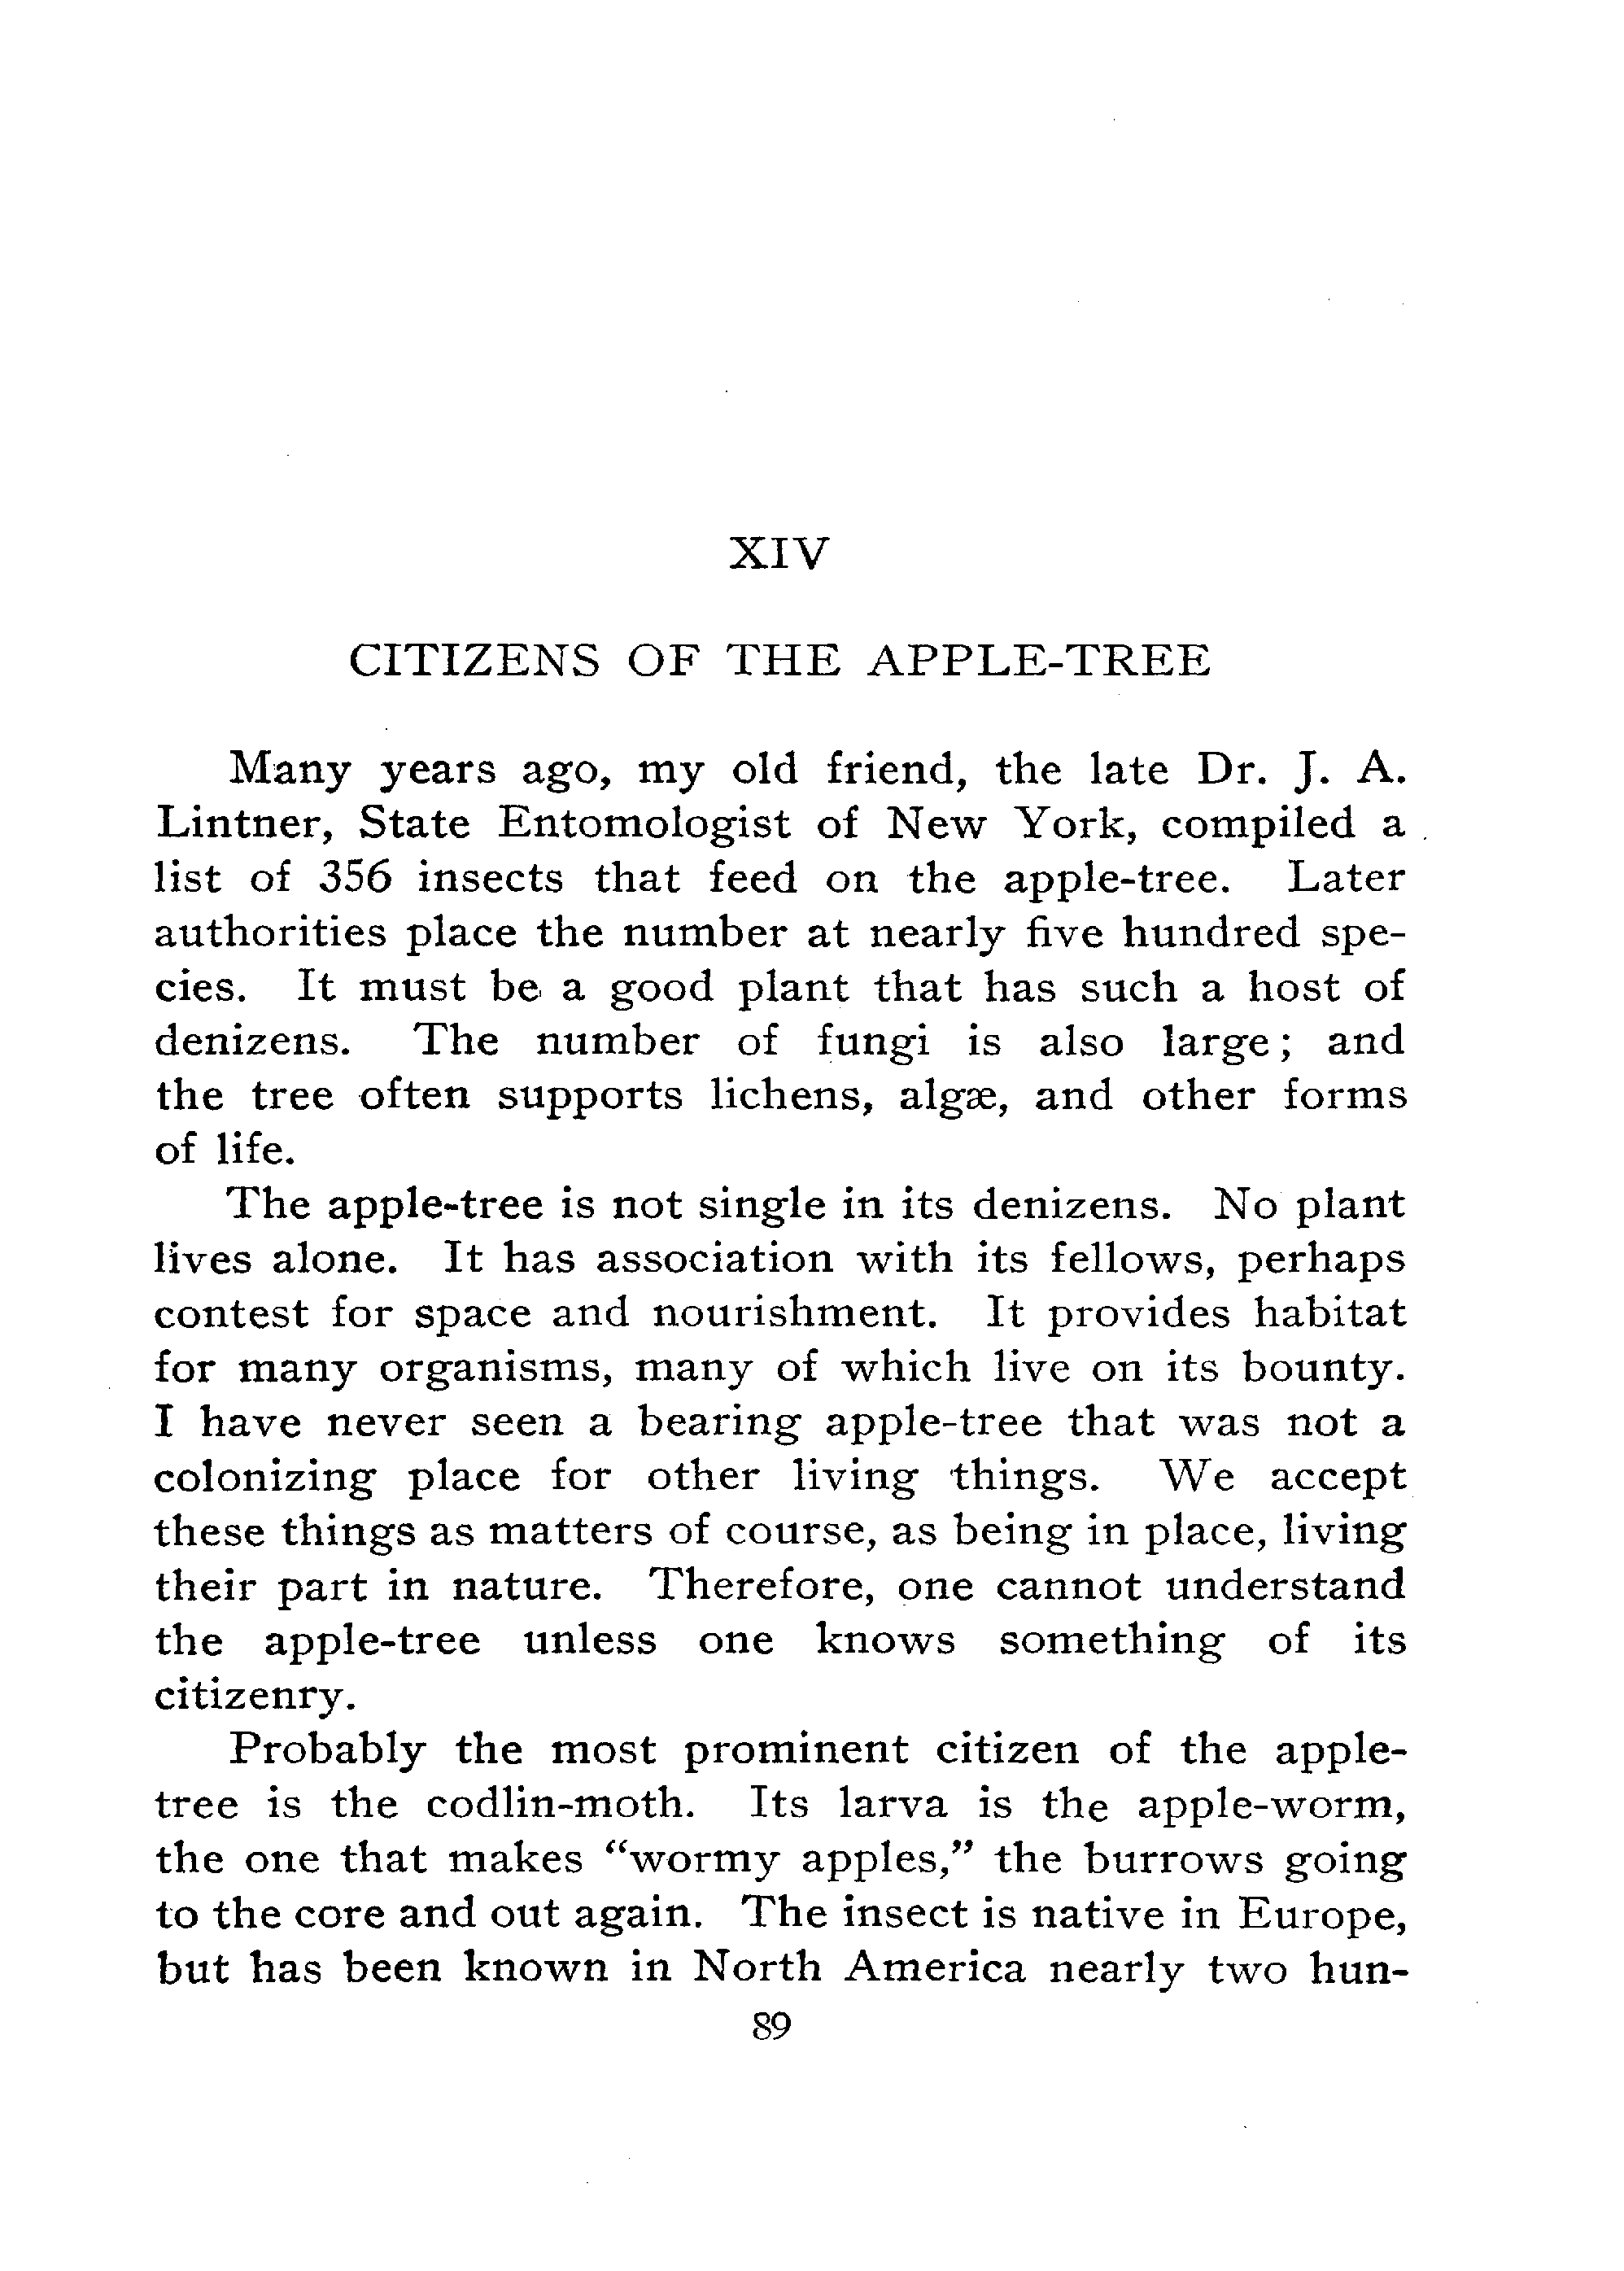 XIV
CITIZENS OF THE APPLE-TREE
Many years ago, my old friend, the late Dr. J. A.
Lintner, State Entomologist of New York, compiled a
list of 356 insects that feed on the apple-tree. Later
authorities place the number at nearly five hundred spe-
cies. It must be a good plant that has such a host of
denizens. The number of fungi is also large; and
the tree often supports lichens, algæ, and other forms
of life.
The apple-tree is not single in its denizens. No plant
lives alone. It has association with its fellows, perhaps
contest for space and nourishment. It provides habitat
for many organisms, many of which live on its bounty.
I have never seen a bearing apple-tree that was not a
colonizing place for other living things. We accept
these things as matters of course, as being in place, living
their part in nature. Therefore, one cannot understand
the apple-tree unless one knows something of its
citizenry.
Probably the most prominent citizen of the apple-
tree is the codlin-moth. Its larva is the apple-worm,
the one that makes “wormy apples,” the burrows going
to the core and out again. The insect is native in Europe,
but has been known in North America nearly two hun-
89